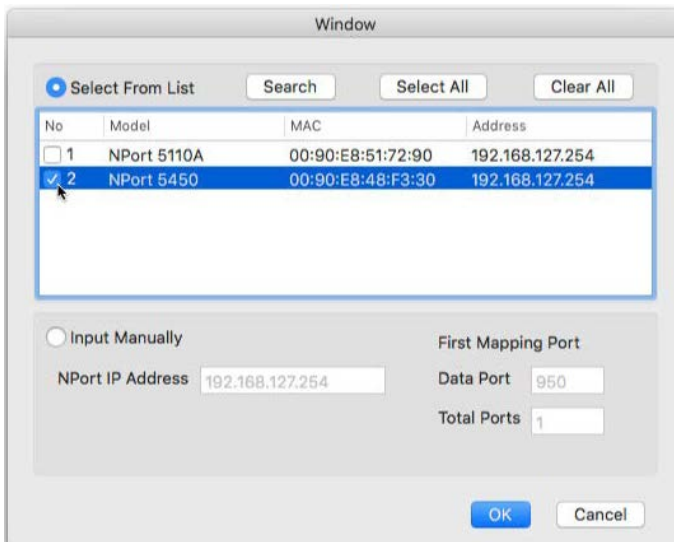 Window
Select From List Search Select All Clear All
No Model MAC Address
1 NPort 5110A 00:90:E8:51:72:90 192.168.127.254
2 NPort 5450 00:90:E8:48:F3:30 192.168.127.254
Input Manually
First Mapping Port
NPort IP Address 192.168.127.254 Data Port 950
Total Ports 1
OK Cancel